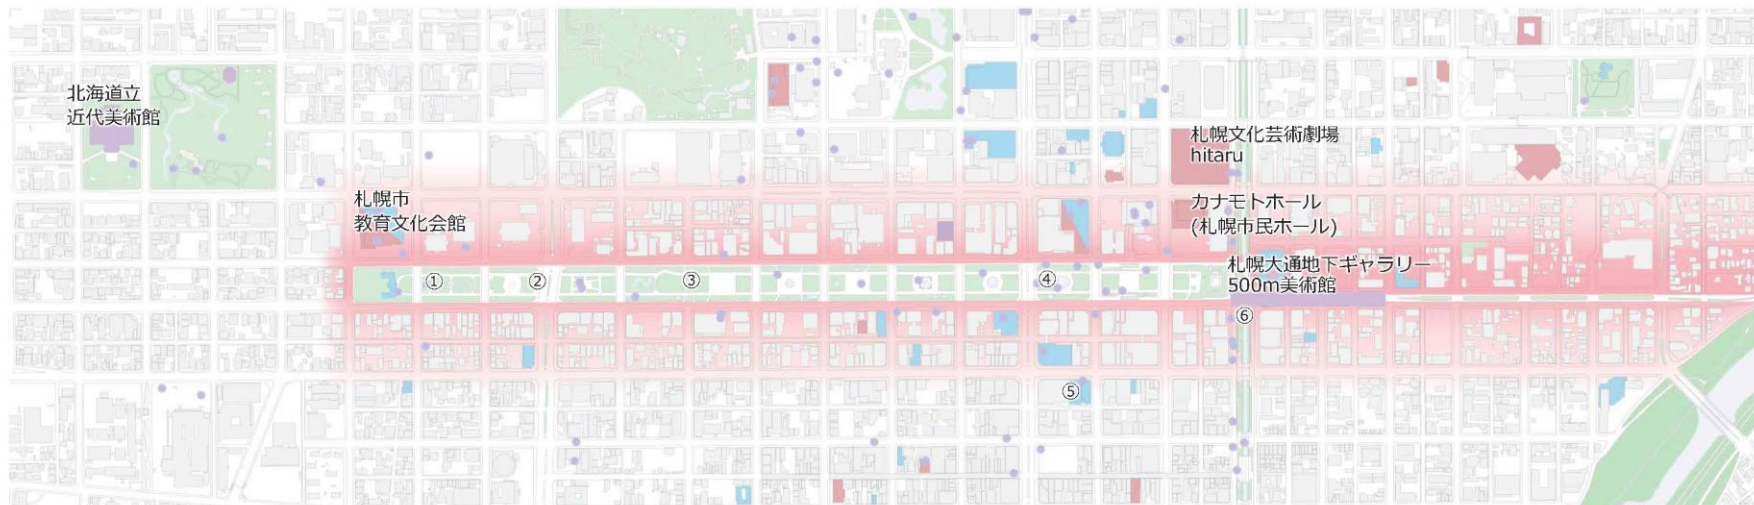 北海道立
近代美術館
札幌文化芸術劇場
hitaru
札幌市
教育文化会館
カナモトホール
(札幌市民ホール)
札幌大通地下ギャラリー
500m美術館
①
②
③
④
⑥
⑤